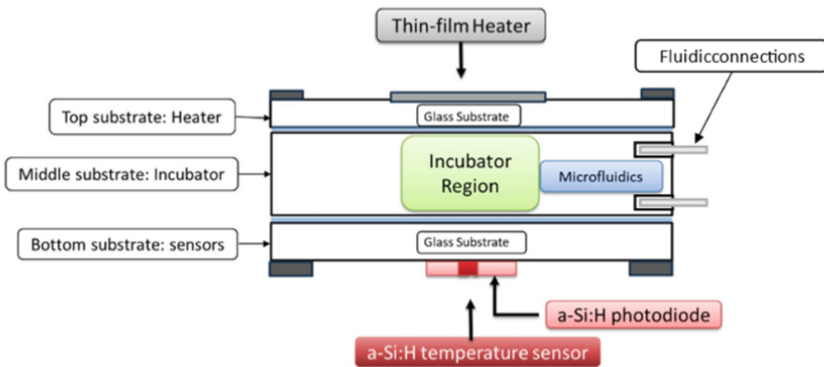 Thin-film Heater
Fluidicconnections
Top substrate: Heater
Glass Substrate
Middle substrate: Incubator
Incubator
Region
Microfluidics
Bottom substrate: sensors
Glass Substrate
a-Si:H photodiode
a-Si:H temperature sensor